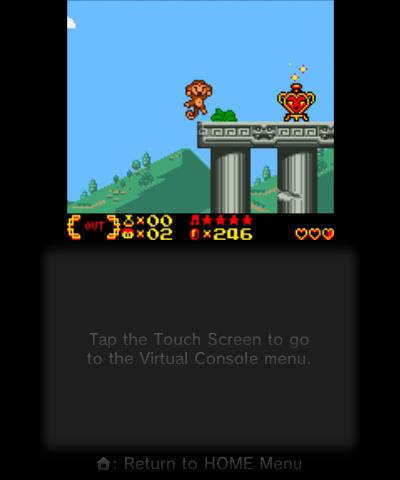 OUT ×00
×02 ×246
Tap the Touch Screen to go
to the Virtual Console menu.
: Return to HOME Menu